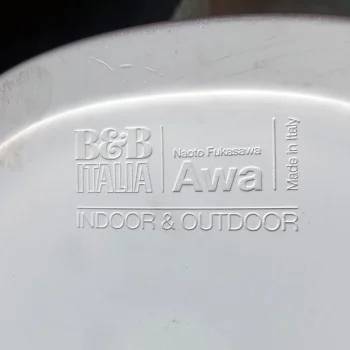 B&B
ITALIA
Naoto Fukasawa
Awa
Made in Italy
INDOOR & OUTDOOR